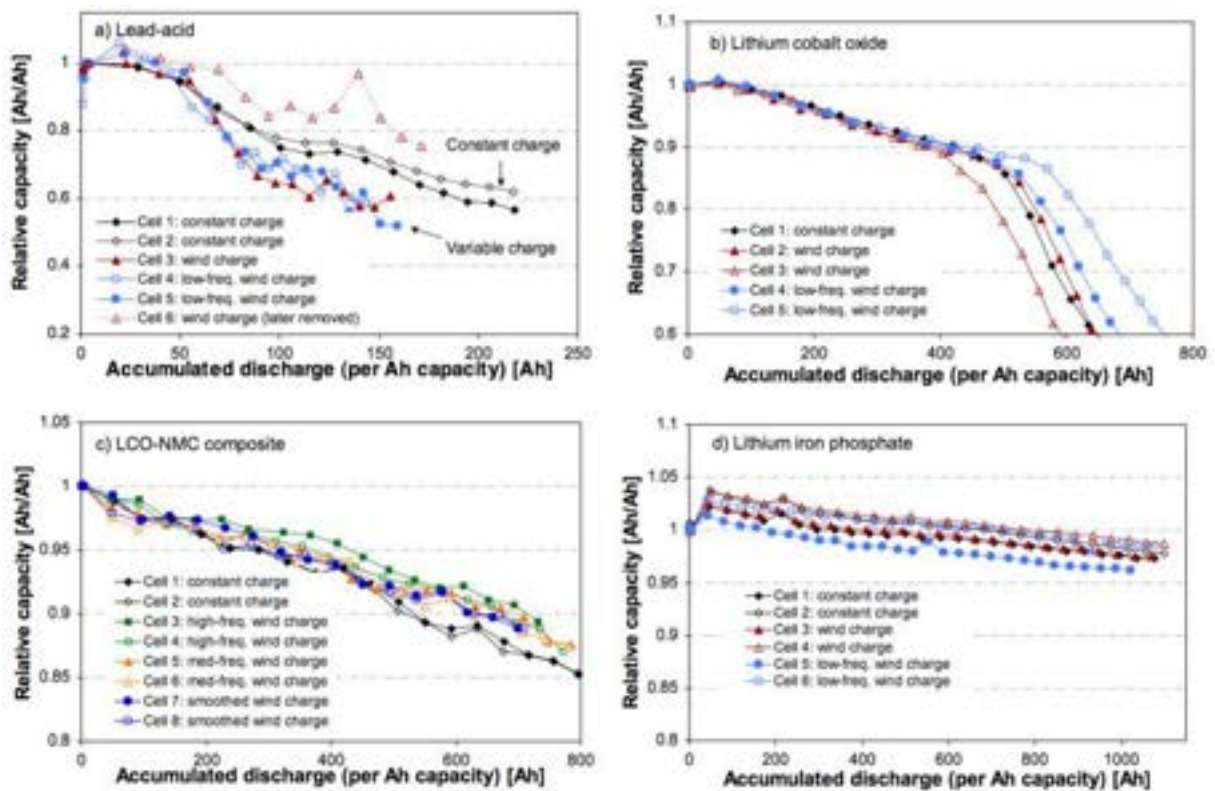 a) Lead-acid
Relative capacity [Ah/Ah]
1
0.8
0.6
0.4
0.2
Constant charge
Variable charge
Cell 1: constant charge
Cell 2: constant charge
Cell 3: wind charge
Cell 4: low-freq. wind charge
Cell 5: low-freq. wind charge
Cell 6: wind charge (later removed)
0 50 100 150 200 250
Accumulated discharge (per Ah capacity) [Ah]
b) Lithium cobalt oxide
Relative capacity [Ah/Ah]
1.1
1
0.9
0.8
0.7
0.6
Cell 1: constant charge
Cell 2: wind charge
Cell 3: wind charge
Cell 4: low-freq. wind charge
Cell 5: low-freq. wind charge
0 200 400 600 800
Accumulated discharge (per Ah capacity) [Ah]
c) LCO-NMC composite
Relative capacity [Ah/Ah]
1.05
1
0.95
0.9
0.85
0.8
Cell 1: constant charge
Cell 2: constant charge
Cell 3: high-freq. wind charge
Cell 4: high-freq. wind charge
Cell 5: med-freq. wind charge
Cell 6: med-freq. wind charge
Cell 7: smoothed wind charge
Cell 8: smoothed wind charge
0 200 400 600 800
Accumulated discharge (per Ah capacity) [Ah]
d) Lithium iron phosphate
Relative capacity [Ah/Ah]
1.1
1.05
1
0.95
0.9
0.85
0.8
Cell 1: constant charge
Cell 2: constant charge
Cell 3: wind charge
Cell 4: wind charge
Cell 5: low-freq. wind charge
Cell 6: low-freq. wind charge
0 200 400 600 800 1000
Accumulated discharge (per Ah capacity) [Ah]